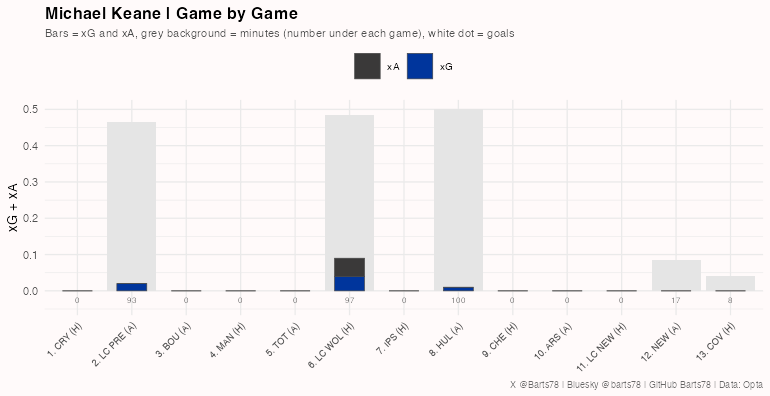 Michael Keane | Game by Game
Bars = xG and xA, grey background = minutes (number under each game), white dot = goals
xA xG
xG + xA
0.5
0.4
0.3
0.2
0.1
0.0
0 93 0 0 0 97 0 100 0 0 0 17 8
1. CRY (H)
2. LC PRE (A)
3. BOU (A)
4. MAN (H)
5. TOT (A)
6. LC WOL (H)
7. IPS (H)
8. HUL (A)
9. CHE (H)
10. ARS (A)
11. LC NEW (H)
12. NEW (A)
13. COV (H)
X @Barts78 | Bluesky @barts78 | GitHub Barts78 | Data: Opta